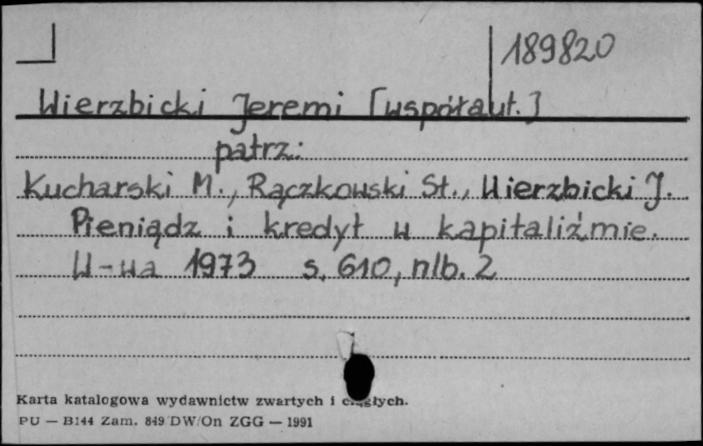 189820
Wierzbicki Jeremi [współaut.]
patrz:
Kucharski M., Rączkowski St., Wierzbicki J.
Pieniądz i kredyt w kapitaliźmie.
W-wa 1973 s. 610, nlb. 2
Karta katalogowa wydawnictw zwartych i ciągłych.
PU — B144 Zam. 849 DW/On ZGG — 1991